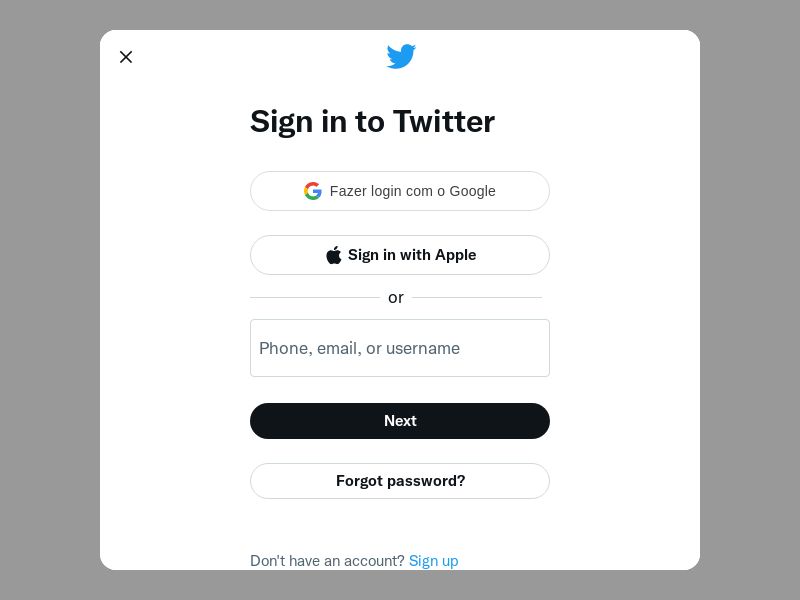 Sign in to Twitter
Fazer login com o Google
Sign in with Apple
or
Phone, email, or username
Next
Forgot password?
Don't have an account? Sign up